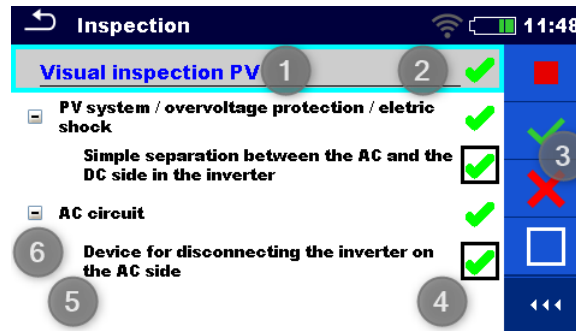 Inspection 11:48
Visual inspection PV 1 2
PV system / overvoltage protection / eletric
shock
Simple separation between the AC and the
DC side in the inverter
3
AC circuit
6 Device for disconnecting the inverter on
the AC side
5 4